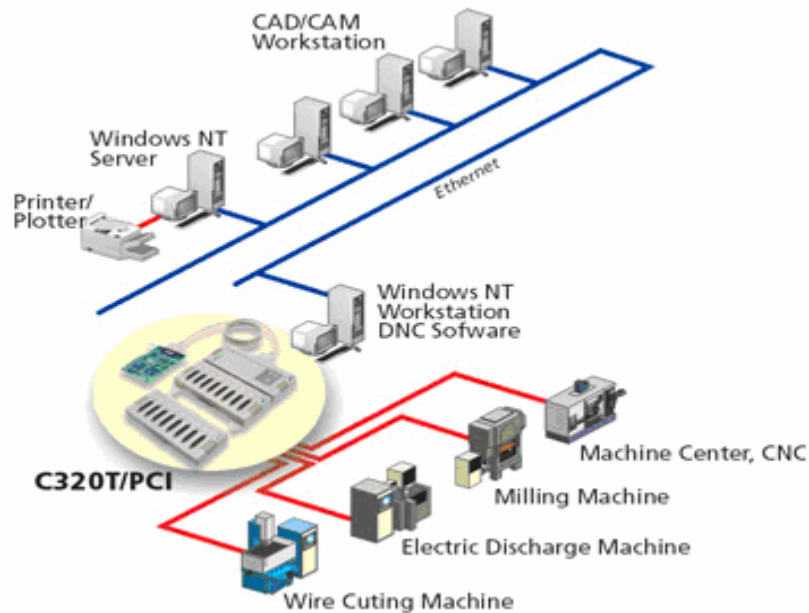 CAD/CAM
Workstation
Windows NT
Server
Printer/
Plotter
Ethernet
Windows NT
Workstation
DNC Sofware
C320T/PCI
Machine Center, CNC
Milling Machine
Electric Discharge Machine
Wire Cuting Machine